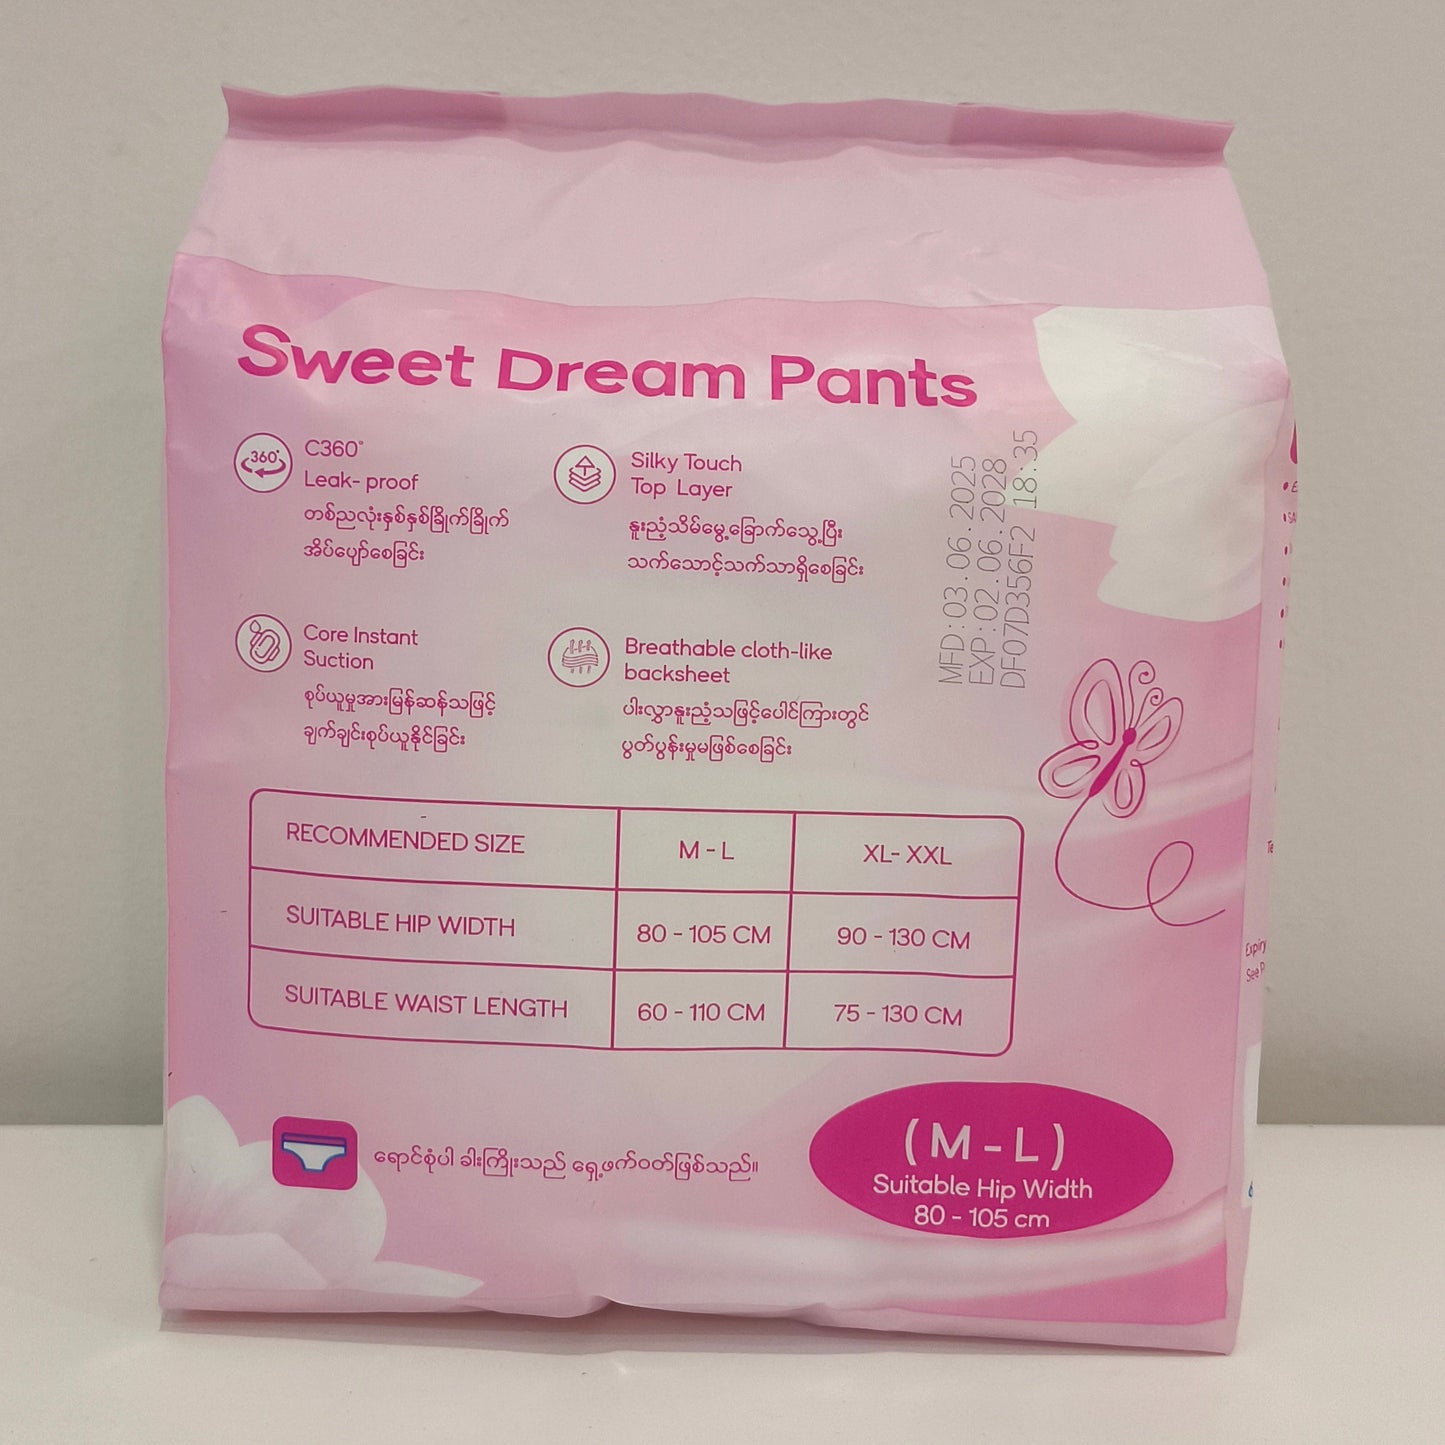 Sweet Dream Pants
360°
C360°
Leak- proof
တစ်ညလုံးနှစ်နှစ်ခြိုက်ခြိုက်
အိပ်ပျော်စေခြင်း
Silky Touch
Top Layer
နူးညံ့သိမ်မွေ့ခြောက်သွေ့ပြီး
သက်သောင့်သက်သာရှိစေခြင်း
Core Instant
Suction
စုပ်ယူမှုအားမြန်ဆန်သဖြင့်
ချက်ချင်းစုပ်ယူနိုင်ခြင်း
Breathable cloth-like
backsheet
ပါးလွှာနူးညံ့သဖြင့်ပေါင်ကြားတွင်
ပွတ်ပွန်းမှုမဖြစ်စေခြင်း
MFD:03.06.2025
EXP:02.06.2028
DF07D356F2 18:35
RECOMMENDED SIZE M - L XL- XXL
SUITABLE HIP WIDTH 80 - 105 CM 90 - 130 CM
SUITABLE WAIST LENGTH 60 - 110 CM 75 - 130 CM
ရောင်စုံပါ ခါးကြိုးသည် ရှေ့ဖက်ဝတ်ဖြစ်သည်။
( M - L )
Suitable Hip Width
80 - 105 cm
Expiry
See